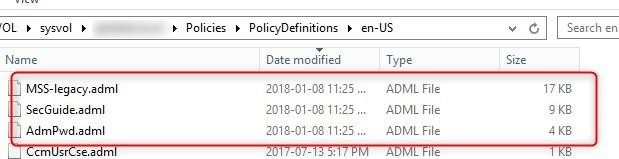 View
VOL › sysvol › Policies › PolicyDefinitions › en-US
Search en
Name Date modified Type Size
MSS-legacy.adml 2018-01-08 11:25 ... ADML File 17 KB
SecGuide.adml 2018-01-08 11:25 ... ADML File 9 KB
AdmPwd.adml 2018-01-08 11:25 ... ADML File 4 KB
CcmUsrCse.adml 2017-07-13 5:17 PM ADML File 1 KB